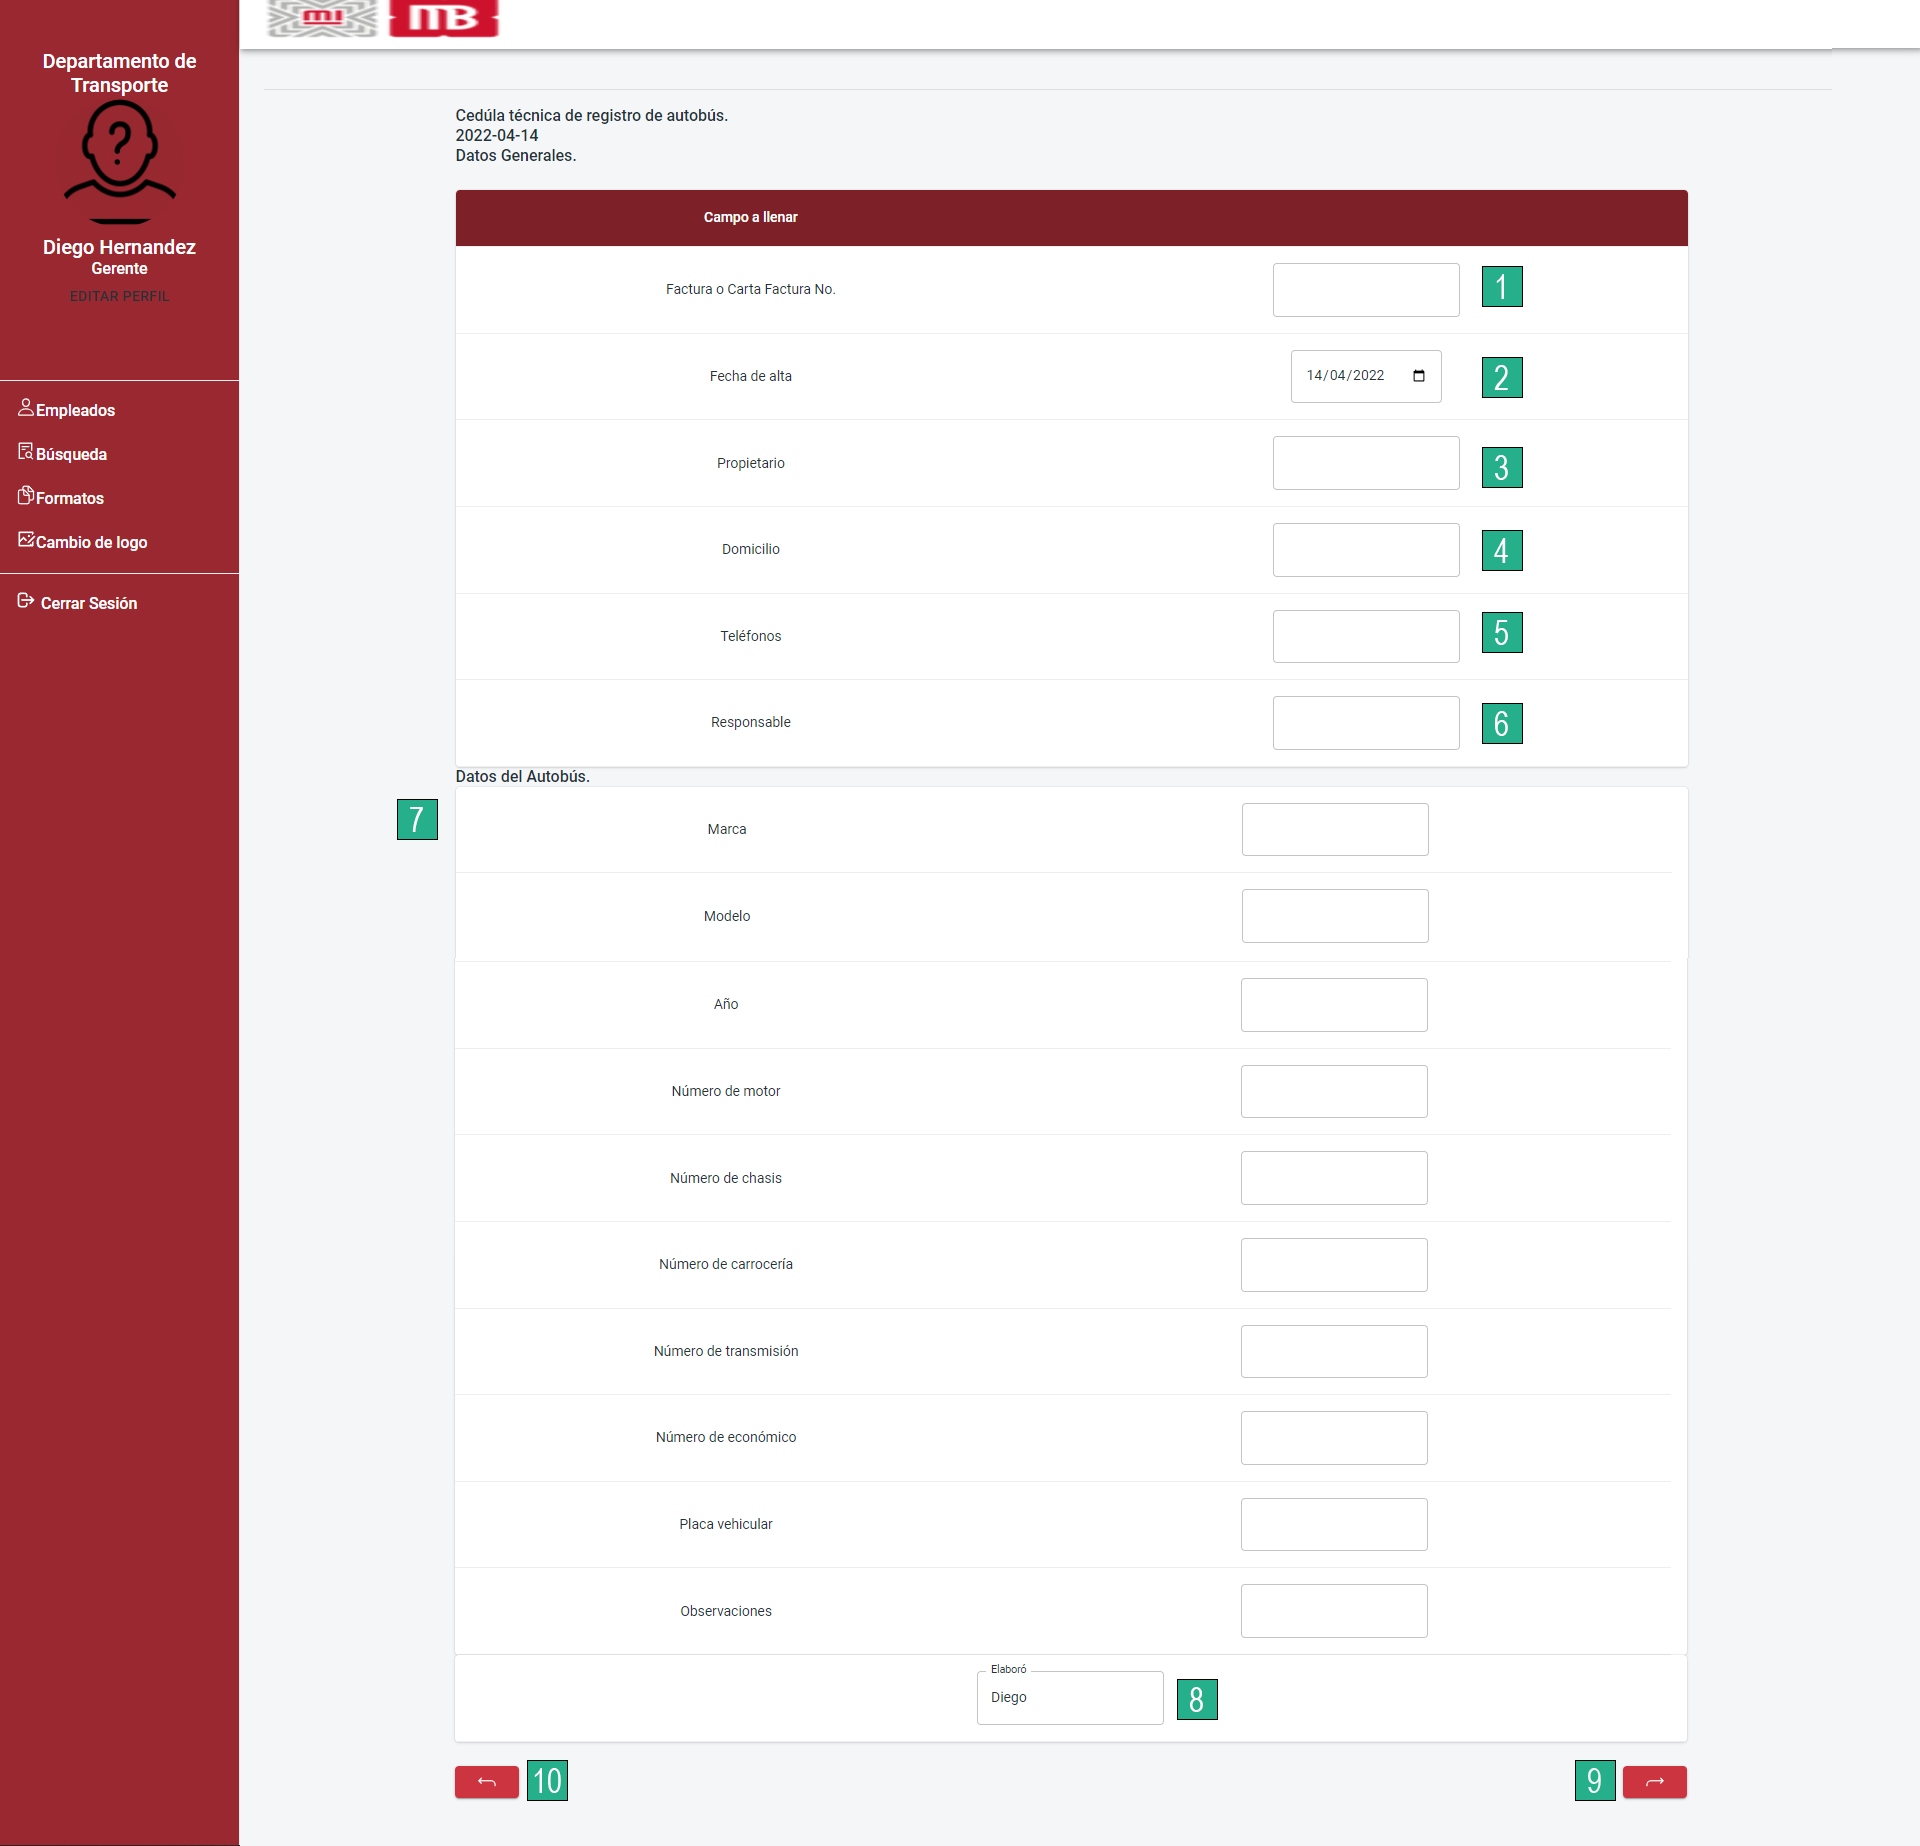 MI MB
Departamento de
Transporte
?
Diego Hernandez
Gerente
EDITAR PERFIL
Empleados
Búsqueda
Formatos
Cambio de logo
Cerrar Sesión
Cedúla técnica de registro de autobús.
2022-04-14
Datos Generales.
Campo a llenar
Factura o Carta Factura No. 1
Fecha de alta 14/04/2022 2
Propietario 3
Domicilio 4
Teléfonos 5
Responsable 6
Datos del Autobús.
7 Marca
Modelo
Año
Número de motor
Número de chasis
Número de carrocería
Número de transmisión
Número de económico
Placa vehicular
Observaciones
Elaboró
Diego 8
10 9